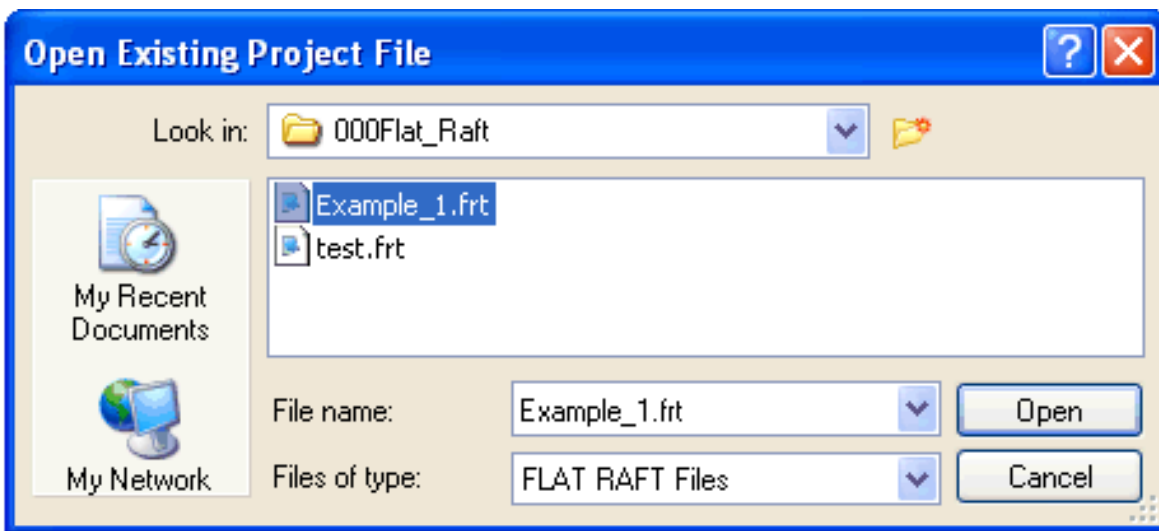 Open Existing Project File
Look in: 000Flat_Raft
Example_1.frt
test.frt
My Recent
Documents
My Network
File name: Example_1.frt Open
Files of type: FLAT RAFT Files Cancel